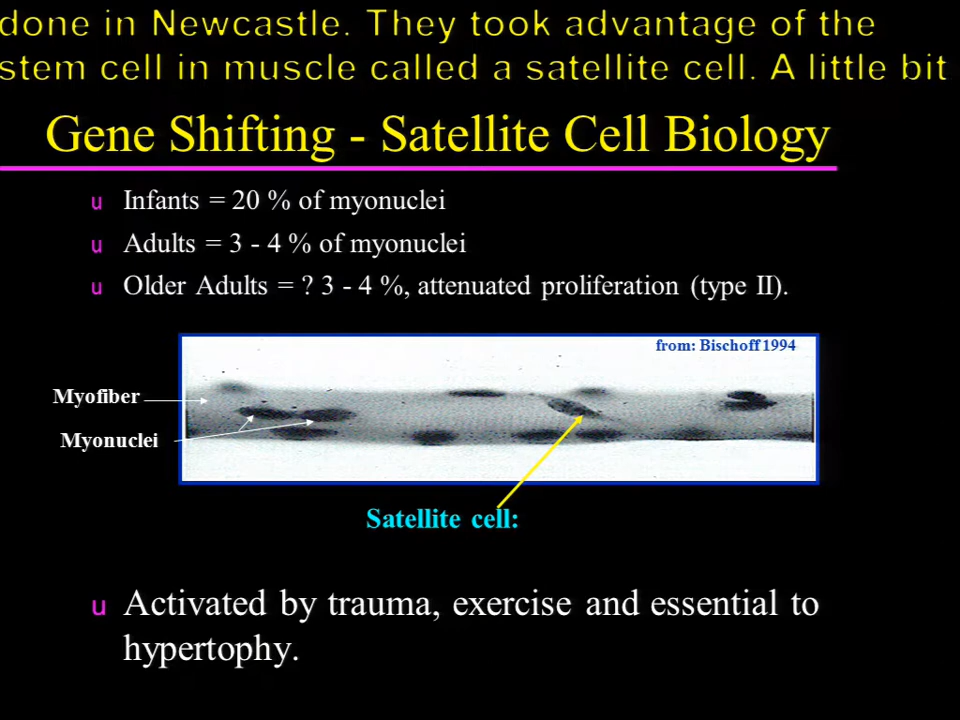 done in Newcastle. They took advantage of the
stem cell in muscle called a satellite cell. A little bit
Gene Shifting - Satellite Cell Biology
u Infants = 20 % of myonuclei
u Adults = 3 - 4 % of myonuclei
u Older Adults = ? 3 - 4 %, attenuated proliferation (type II).
from: Bischoff 1994
Myofiber
Myonuclei
Satellite cell:
u Activated by trauma, exercise and essential to
hypertophy.